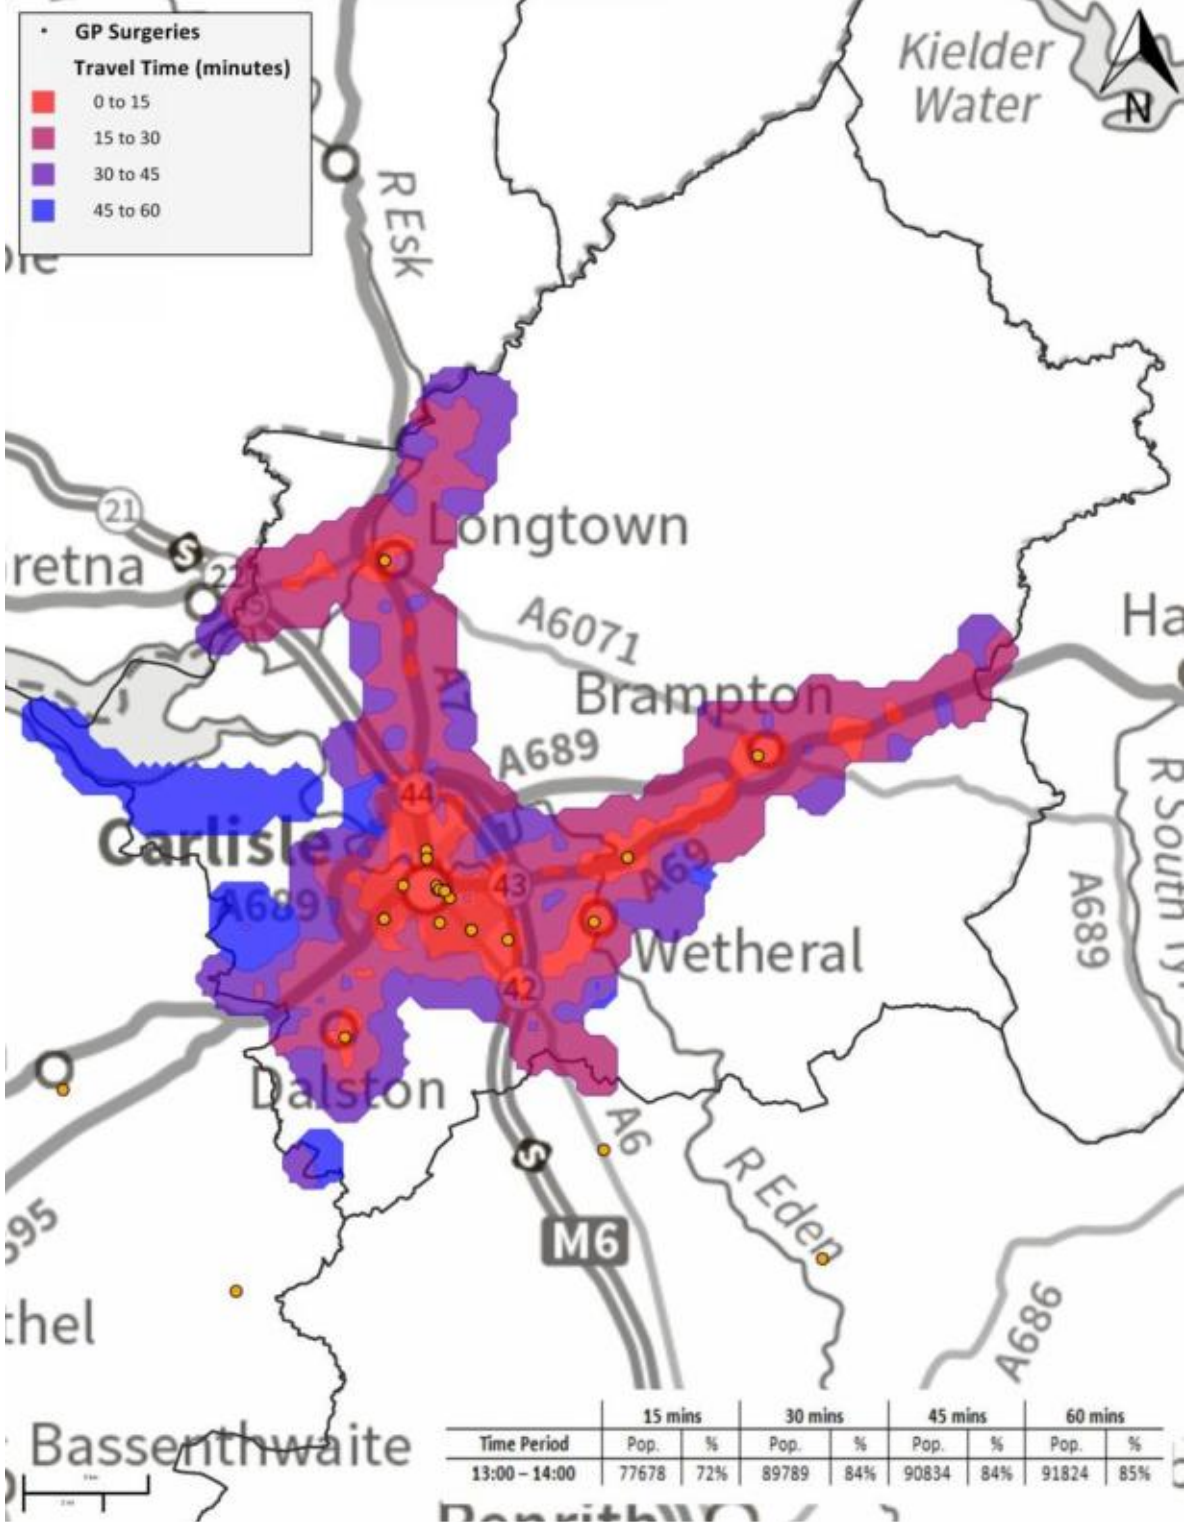 GP Surgeries
Travel Time (minutes)
0 to 15
15 to 30
30 to 45
45 to 60
Kielder
Water
N
R Esk
21
S
Longtown
retna
22
A6071
Ha
Brampton
A7
A689
44
Carlisle
43
A69
A689
Wetheral
A689
42
Dalston
A6
S
R Eden
M6
thel
A686
Bassenthwaite
15 mins 30 mins 45 mins 60 mins
Time Period Pop. % Pop. % Pop. % Pop. %
13:00 – 14:00 77678 72% 89789 84% 90834 84% 91824 85%